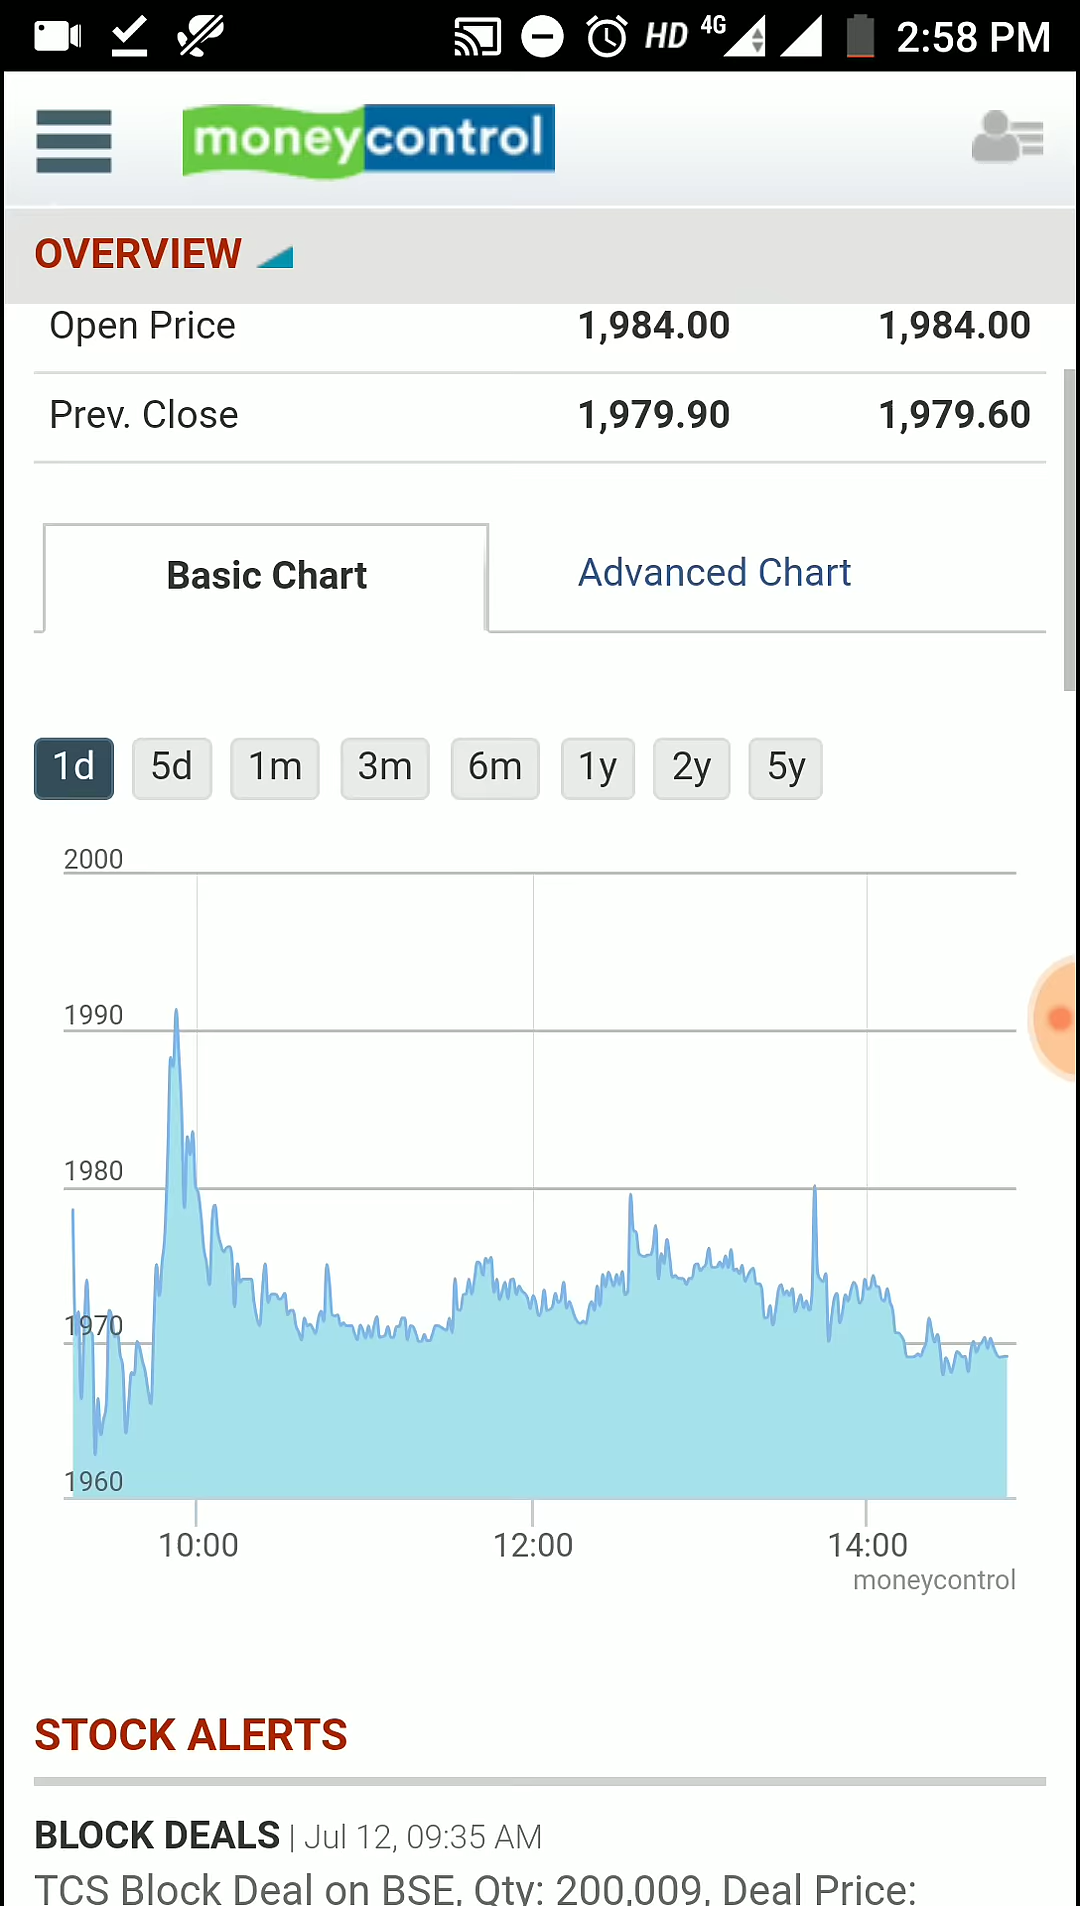 HD 4G 2:58 PM
moneycontrol
OVERVIEW
Open Price 1,984.00 1,984.00
Prev. Close 1,979.90 1,979.60
Basic Chart Advanced Chart
1d 5d 1m 3m 6m 1y 2y 5y
2000
1990
1980
1970
1960
10:00 12:00 14:00
moneycontrol
STOCK ALERTS
BLOCK DEALS | Jul 12, 09:35 AM
TCS Block Deal on BSE, Qty: 200,009, Deal Price: